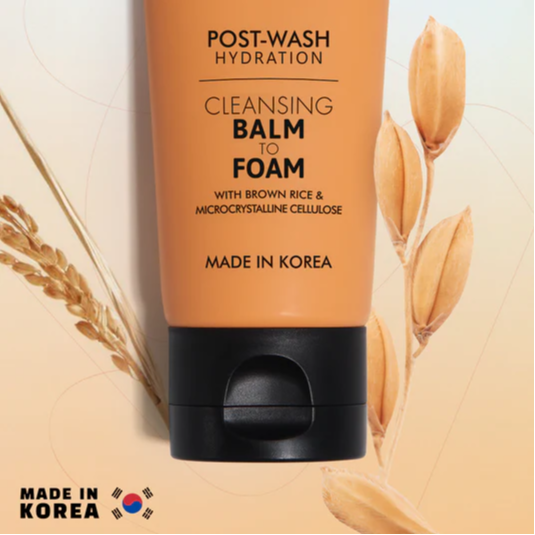 POST-WASH
HYDRATION
CLEANSING
BALM
TO
FOAM
WITH BROWN RICE &
MICROCRYSTALLINE CELLULOSE
MADE IN KOREA
MADE IN
KOREA